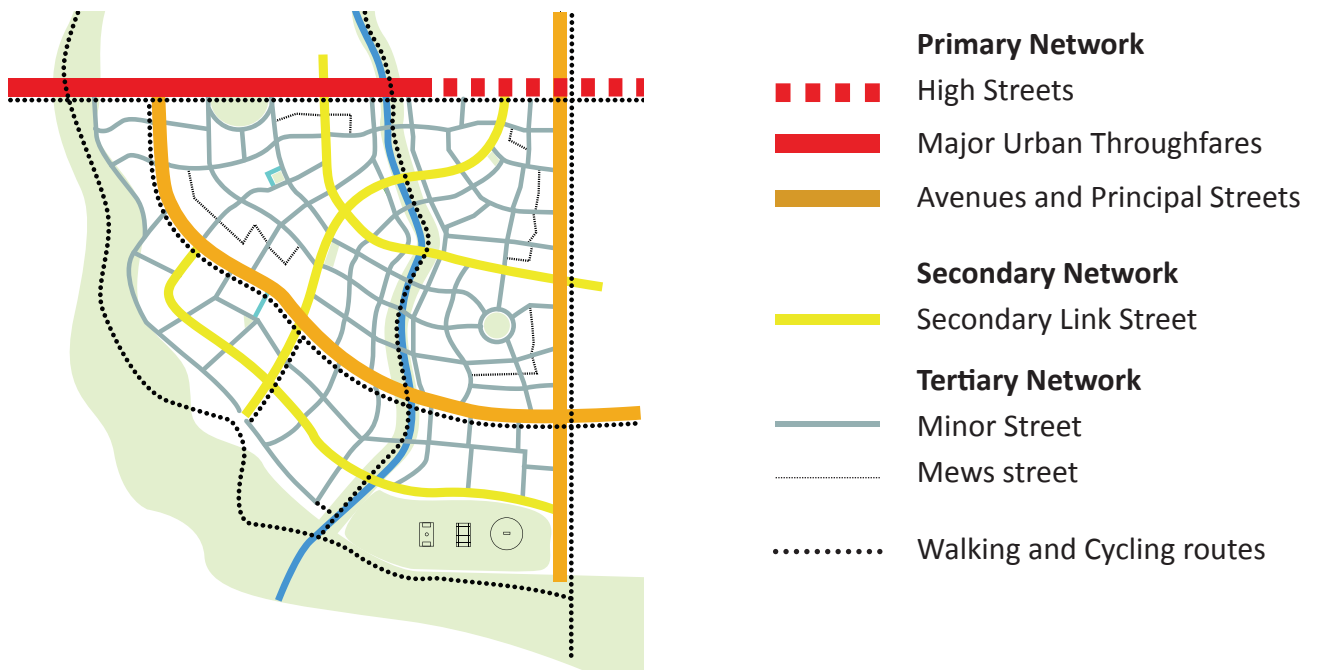 Primary Network
High Streets
Major Urban Throughfares
Avenues and Principal Streets
Secondary Network
Secondary Link Street
Tertiary Network
Minor Street
Mews street
Walking and Cycling routes